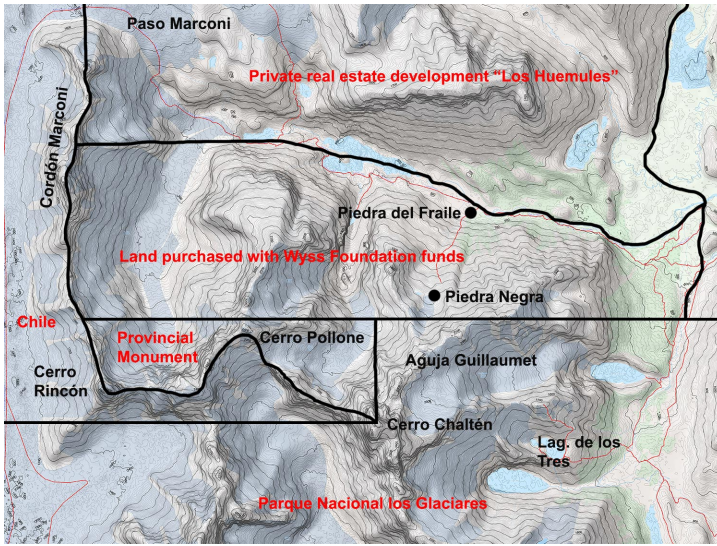 Paso Marconi
Private real estate development “Los Huemules”
Cordón Marconi
Piedra del Fraile
Land purchased with Wyss Foundation funds
Piedra Negra
Chile
Provincial
Monument
Cerro Pollone
Cerro
Rincón
Aguja Guillaumet
Cerro Chaltén
Lag. de los
Tres
Parque Nacional los Glaciares